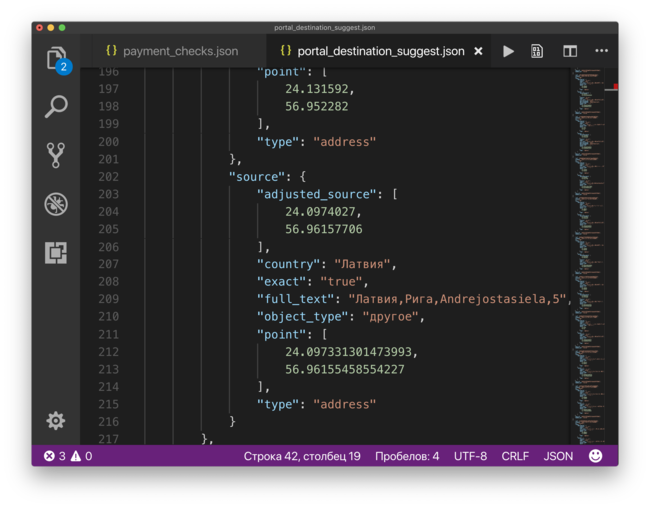 portal_destination_suggest.json
{} payment_checks.json
{} portal_destination_suggest.json
2
196 "point": [
197 24.131592,
198 56.952282
199 ],
200 "type": "address"
201 },
202 "source": {
203 "adjusted_source": [
204 24.0974027,
205 56.96157706
206 ],
207 "country": "Латвия",
208 "exact": "true",
209 "full_text": "Латвия,Рига,Andrejostasiela,5",
210 "object_type": "другое",
211 "point": [
212 24.097331301473993,
213 56.96155458554227
214 ],
215 "type": "address"
216 }
217 },
3 0 Строка 42, столбец 19 Пробелов: 4 UTF-8 CRLF JSON